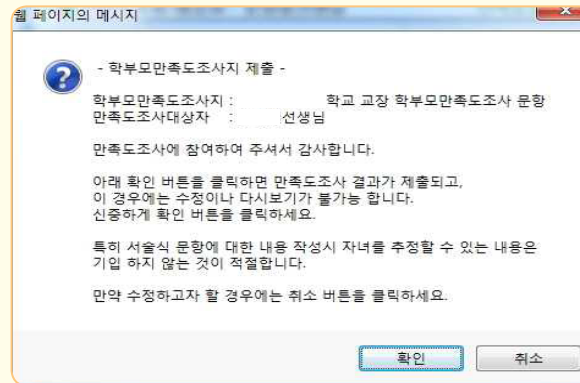 웹 페이지의 메시지
- 학부모만족도조사지 제출 -
학부모만족도조사지 : 학교 교장 학부모만족도조사 문항
만족도조사대상자 : 선생님
만족도조사에 참여하여 주셔서 감사합니다.
아래 확인 버튼을 클릭하면 만족도조사 결과가 제출되고,
이 경우에는 수정이나 다시보기가 불가능 합니다.
신중하게 확인 버튼을 클릭하세요.
특히 서술식 문항에 대한 내용 작성시 자녀를 추정할 수 있는 내용은
기입 하지 않는 것이 적절합니다.
만약 수정하고자 할 경우에는 취소 버튼을 클릭하세요.
확인 취소